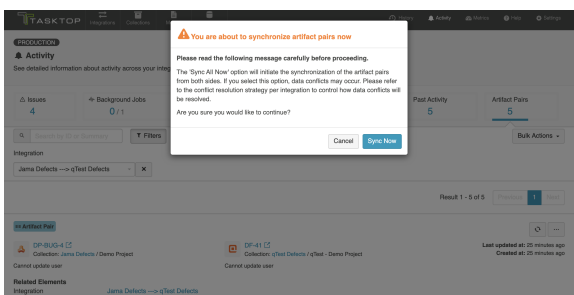 TASKTOP
Integrations
Collections
History
Activity
Metrics
Help
Settings
PRODUCTION
Activity
See detailed information about activity across your integ
You are about to synchronize artifact pairs now
Please read the following message carefully before proceeding.
The 'Sync All Now' option will initiate the synchronization of the artifact pairs
from both sides. If you select this option, data conflicts may occur. Please refer
to the conflict resolution strategy per integration to control how data conflicts will
be resolved.
Are you sure you would like to continue?
Cancel Sync Now
Issues
4
Background Jobs
0 / 1
Past Activity
5
Artifact Pairs
5
Search by ID or Summary
Filters
Bulk Actions
Integration
Jama Defects ---> qTest Defects ×
Result 1 - 5 of 5 Previous 1 Next
Artifact Pair
DP-BUG-4
Collection: Jama Defects / Demo Project
Cannot update user
DF-41
Collection: qTest Defects / qTest - Demo Project
Cannot update user
Last updated at: 25 minutes ago
Created at: 25 minutes ago
Related Elements
Integration Jama Defects ---> qTest Defects